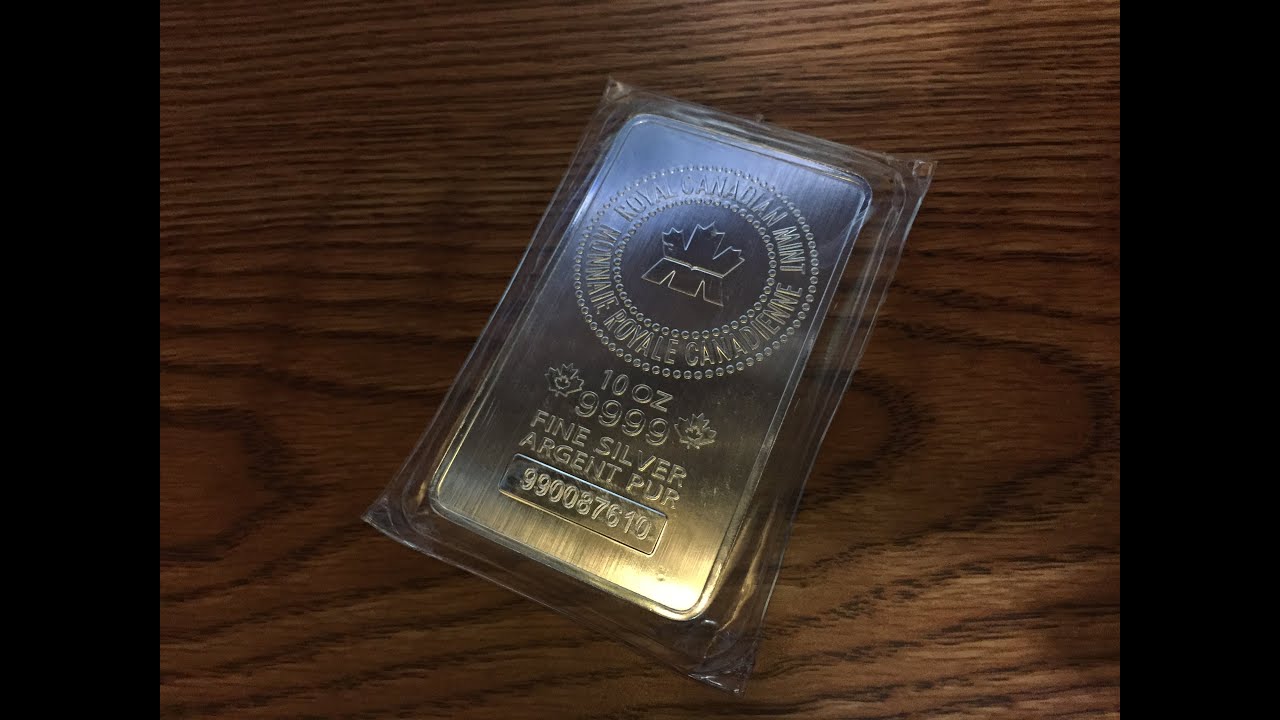 ROYAL CANADIAN MINT
MONNAIE ROYALE CANADIENNE
10 OZ
9999
FINE SILVER
ARGENT PUR
990087610